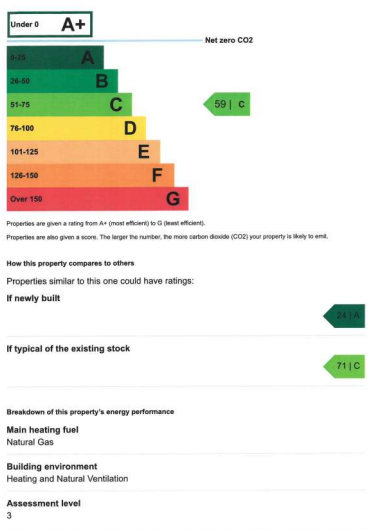 Under 0 A+
Net zero CO2
0-25 A
26-50 B
51-75 C
59 | C
76-100 D
101-125 E
126-150 F
Over 150 G
Properties are given a rating from A+ (most efficient) to G (least efficient).
Properties are also given a score. The larger the number, the more carbon dioxide (CO2) your property is likely to emit.
How this property compares to others
Properties similar to this one could have ratings:
If newly built
24 | A
If typical of the existing stock
71 | C
Breakdown of this property's energy performance
Main heating fuel
Natural Gas
Building environment
Heating and Natural Ventilation
Assessment level
3